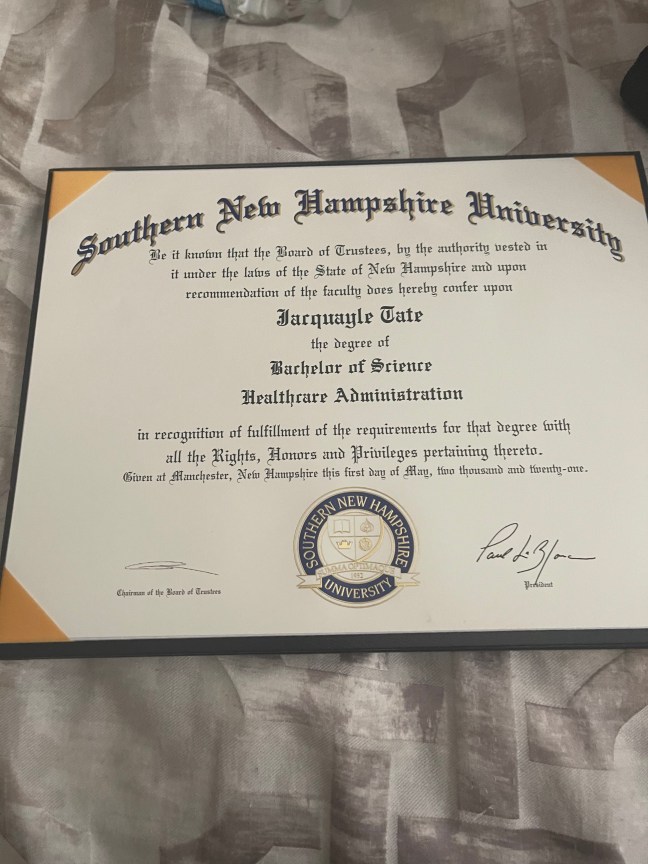 Southern New Hampshire University
Be it known that the Board of Trustees, by the authority vested in
it under the laws of the State of New Hampshire and upon
recommendation of the faculty does hereby confer upon
Jacquayle Tate
the degree of
Bachelor of Science
Healthcare Administration
in recognition of fulfillment of the requirements for that degree with
all the Rights, Honors and Privileges pertaining thereto.
Given at Manchester, New Hampshire this first day of May, two thousand and twenty-one.
SOUTHERN NEW HAMPSHIRE
1932
UNIVERSITY
Paul LeBlanc
Chairman of the Board of Trustees
President